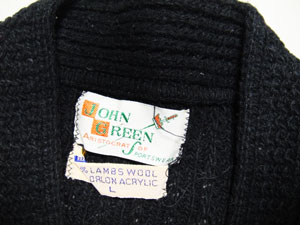 JOHN
GREEN
ARISTOCRAT OF
SPORTSWEAR
% LAMBS WOOL
ORLON ACRYLIC
L